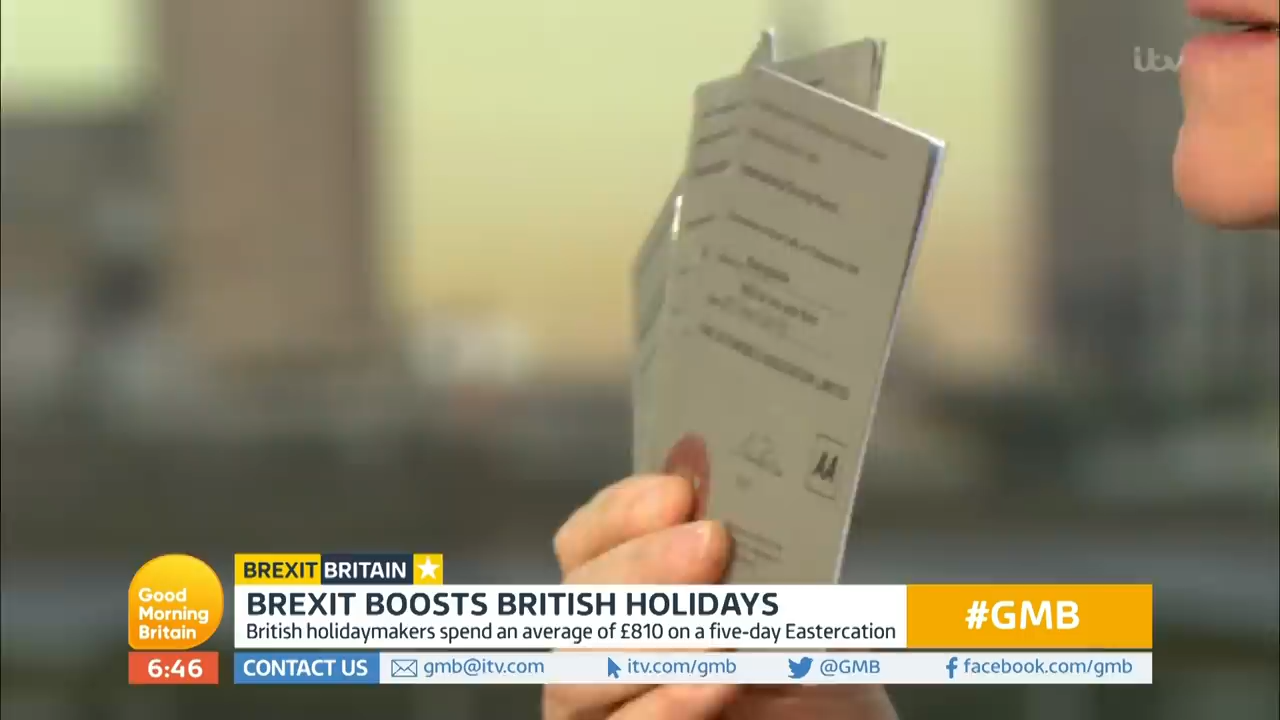 itv
AA
BREXIT BRITAIN
BREXIT BOOSTS BRITISH HOLIDAYS
British holidaymakers spend an average of £810 on a five-day Eastercation
#GMB
Good
Morning
Britain
6:46
CONTACT US gmb@itv.com itv.com/gmb @GMB facebook.com/gmb